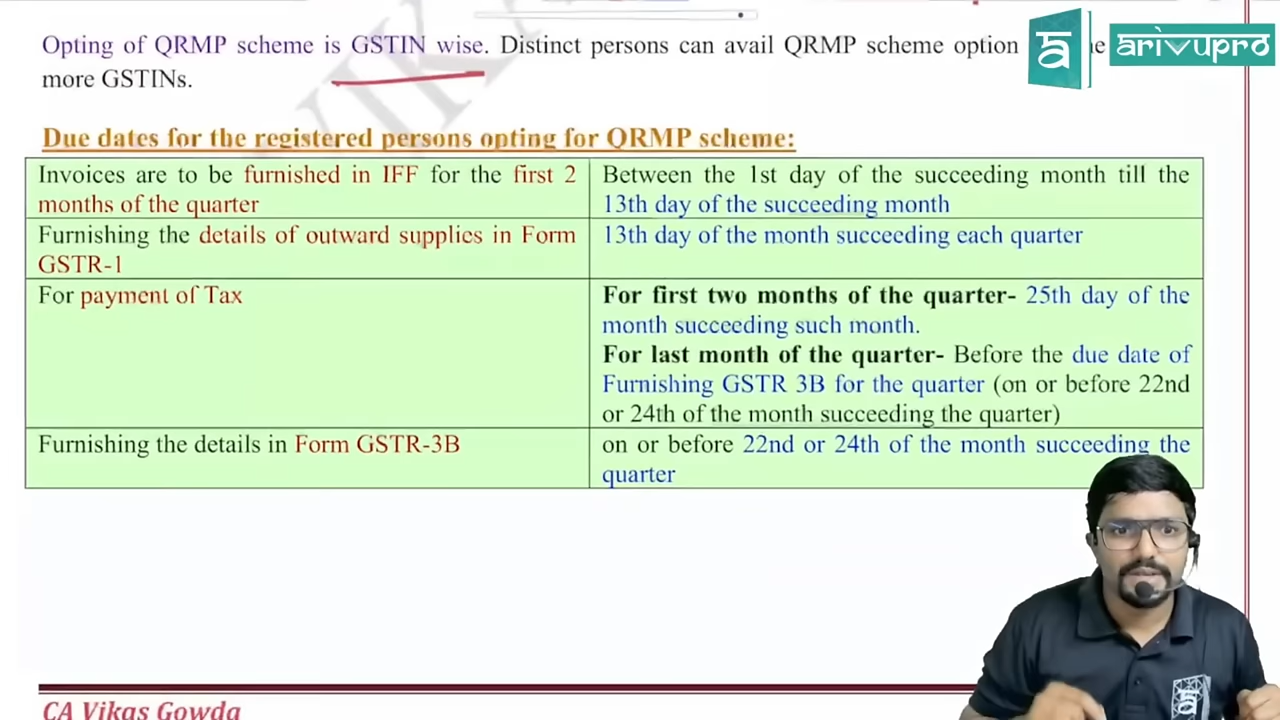 Opting of QRMP scheme is GSTIN wise. Distinct persons can avail QRMP scheme option
more GSTINs.
arivupro
Due dates for the registered persons opting for QRMP scheme:
Invoices are to be furnished in IFF for the first 2
months of the quarter
Between the 1st day of the succeeding month till the
13th day of the succeeding month
Furnishing the details of outward supplies in Form
GSTR-1
13th day of the month succeeding each quarter
For payment of Tax
For first two months of the quarter- 25th day of the
month succeeding such month.
For last month of the quarter- Before the due date of
Furnishing GSTR 3B for the quarter (on or before 22nd
or 24th of the month succeeding the quarter)
Furnishing the details in Form GSTR-3B
on or before 22nd or 24th of the month succeeding the
quarter
CA Vikas Gowda